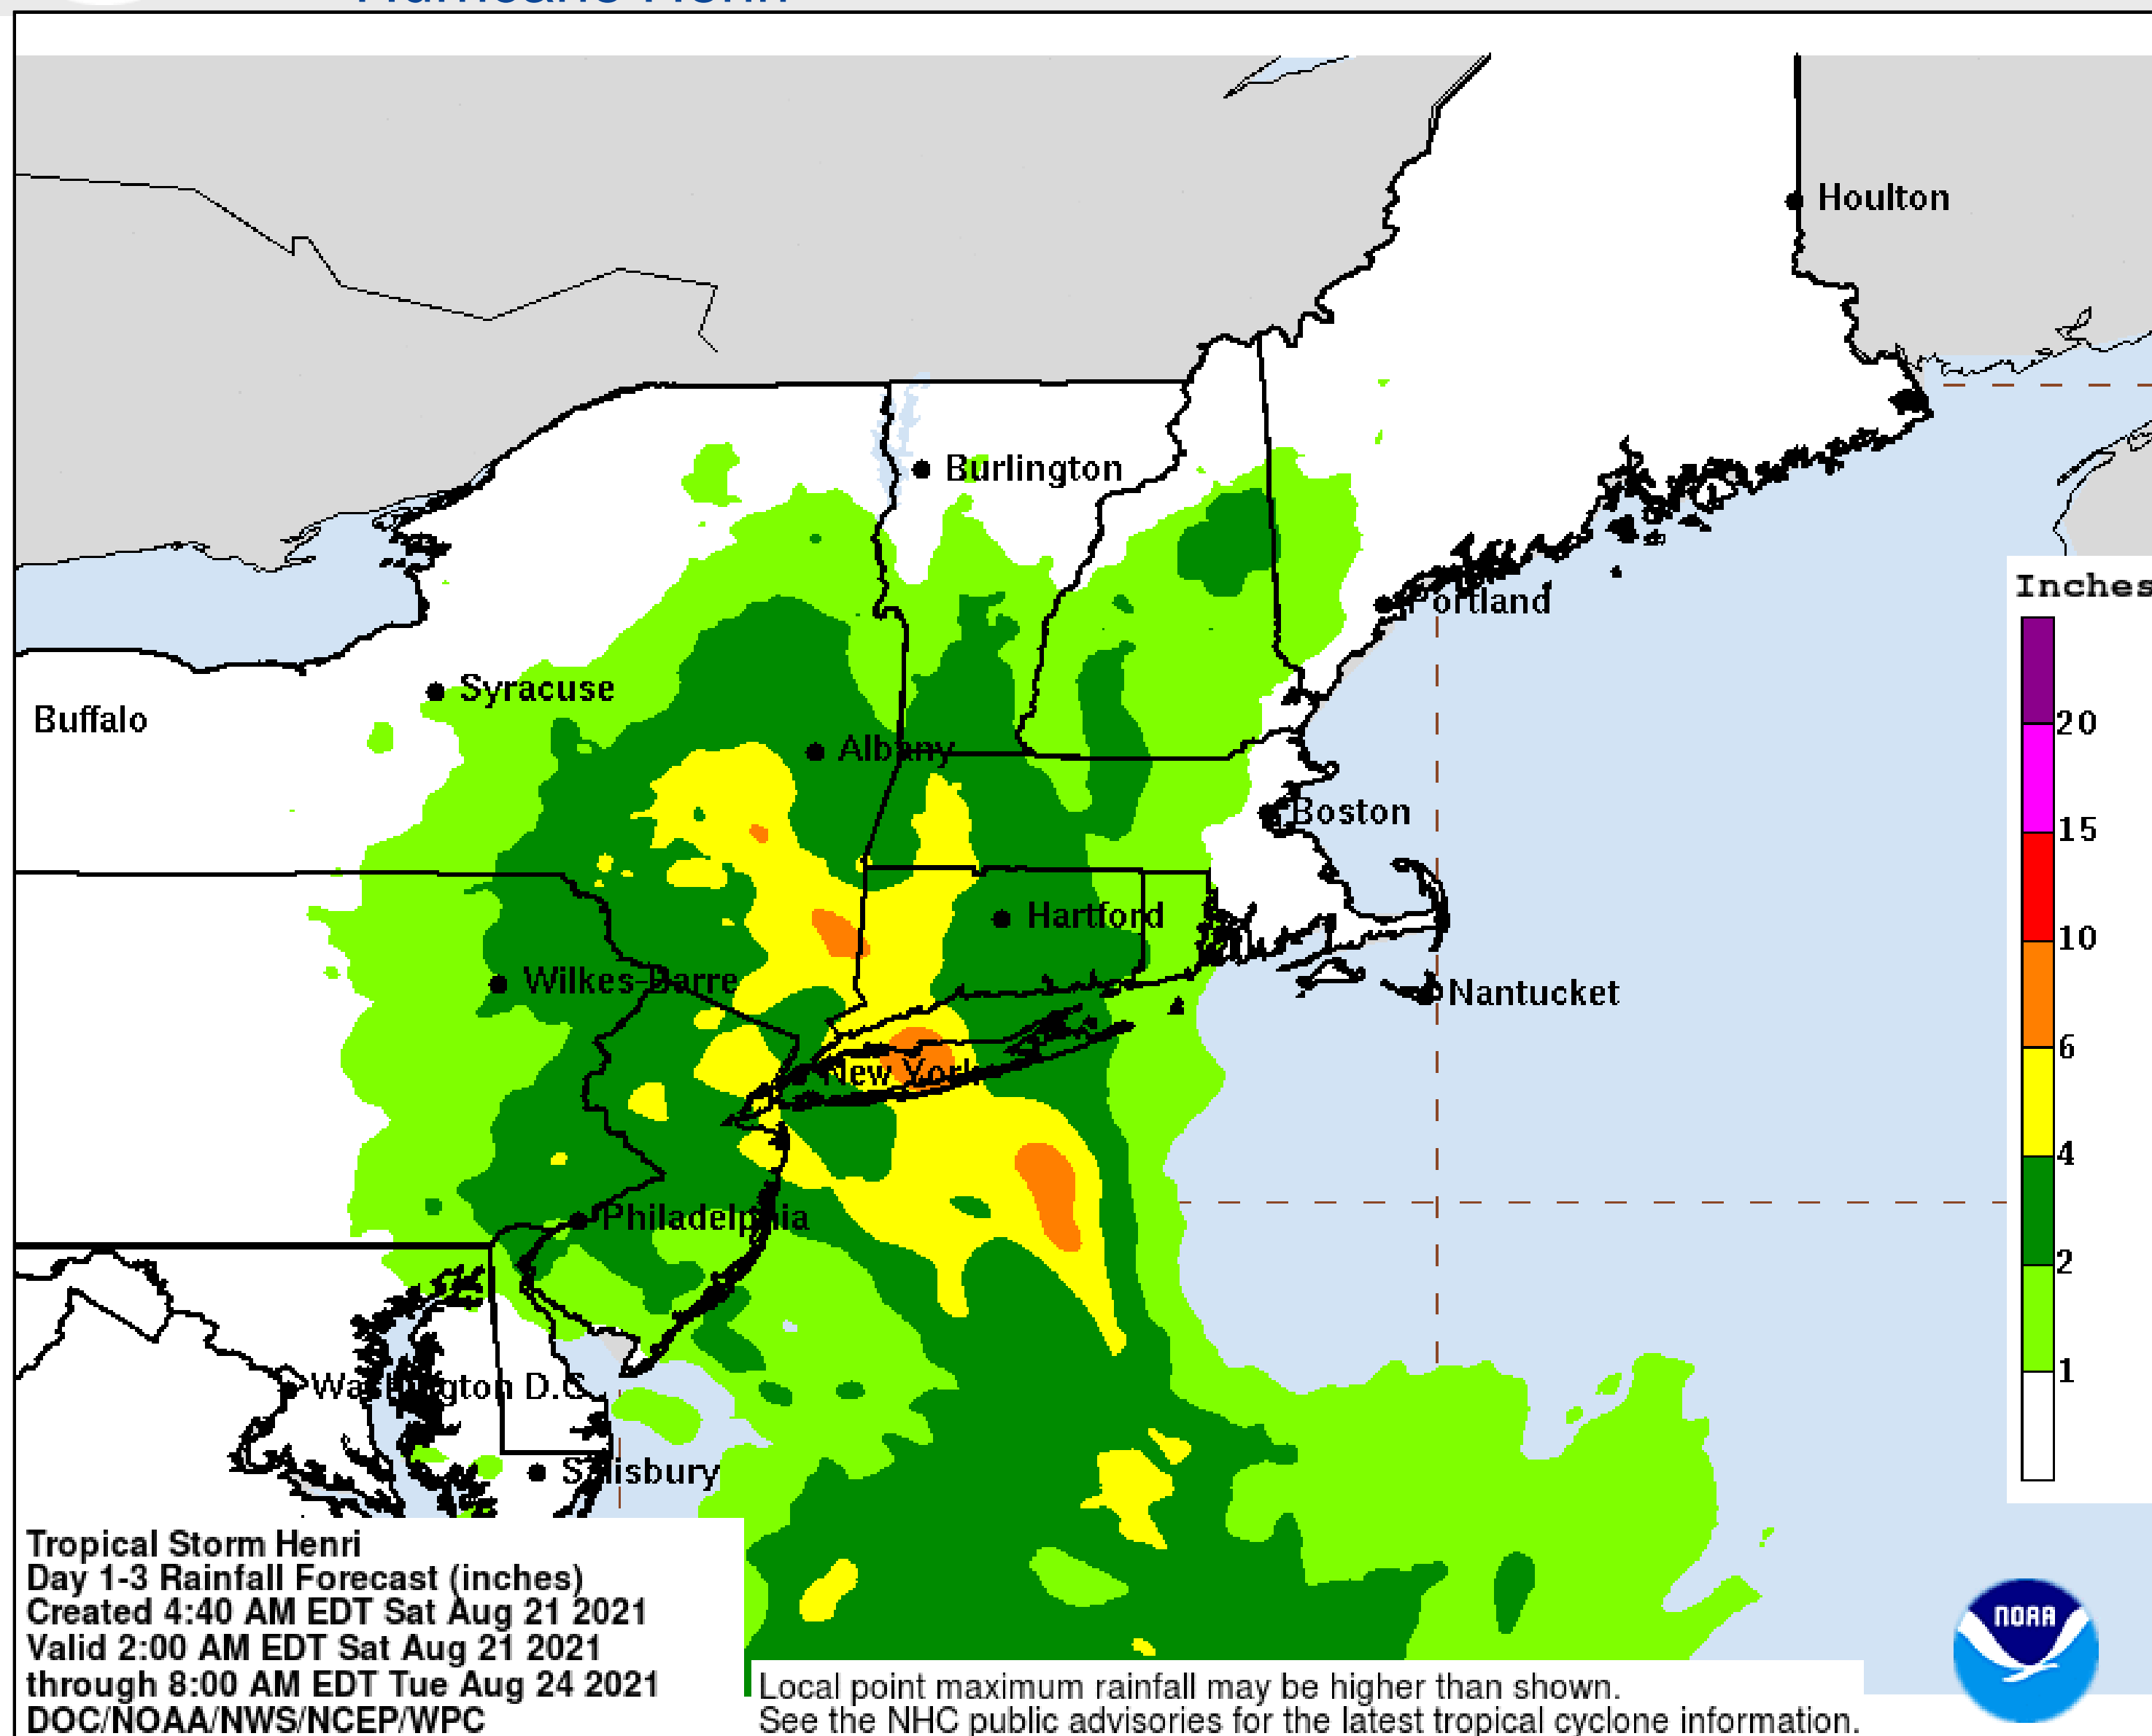 Hurricane Henri
Houlton
Burlington
Inches
Portland
Syracuse
Buffalo
20
Albany
Boston
15
Hartford
10
Wilkes-Barre
Nantucket
6
New York
4
Philadelphia
2
1
Washington D.C.
Salisbury
Tropical Storm Henri
Day 1-3 Rainfall Forecast (inches)
Created 4:40 AM EDT Sat Aug 21 2021
Valid 2:00 AM EDT Sat Aug 21 2021
through 8:00 AM EDT Tue Aug 24 2021
DOC/NOAA/NWS/NCEP/WPC
Local point maximum rainfall may be higher than shown.
See the NHC public advisories for the latest tropical cyclone information.
NOAA